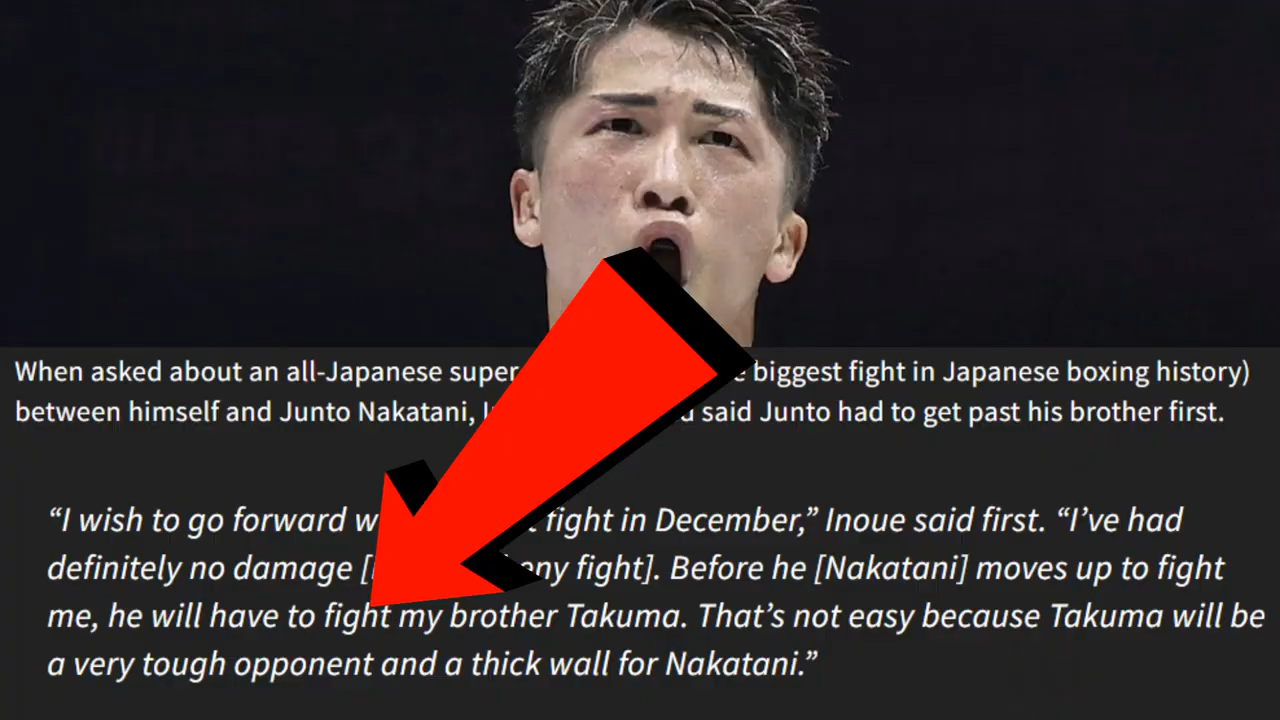 When asked about an all-Japanese super biggest fight in Japanese boxing history)
between himself and Junto Nakatani, said Junto had to get past his brother first.
“I wish to go forward fight in December,” Inoue said first. “I’ve had
definitely no damage fight]. Before he [Nakatani] moves up to fight
me, he will have to fight my brother Takuma. That’s not easy because Takuma will be
a very tough opponent and a thick wall for Nakatani.”